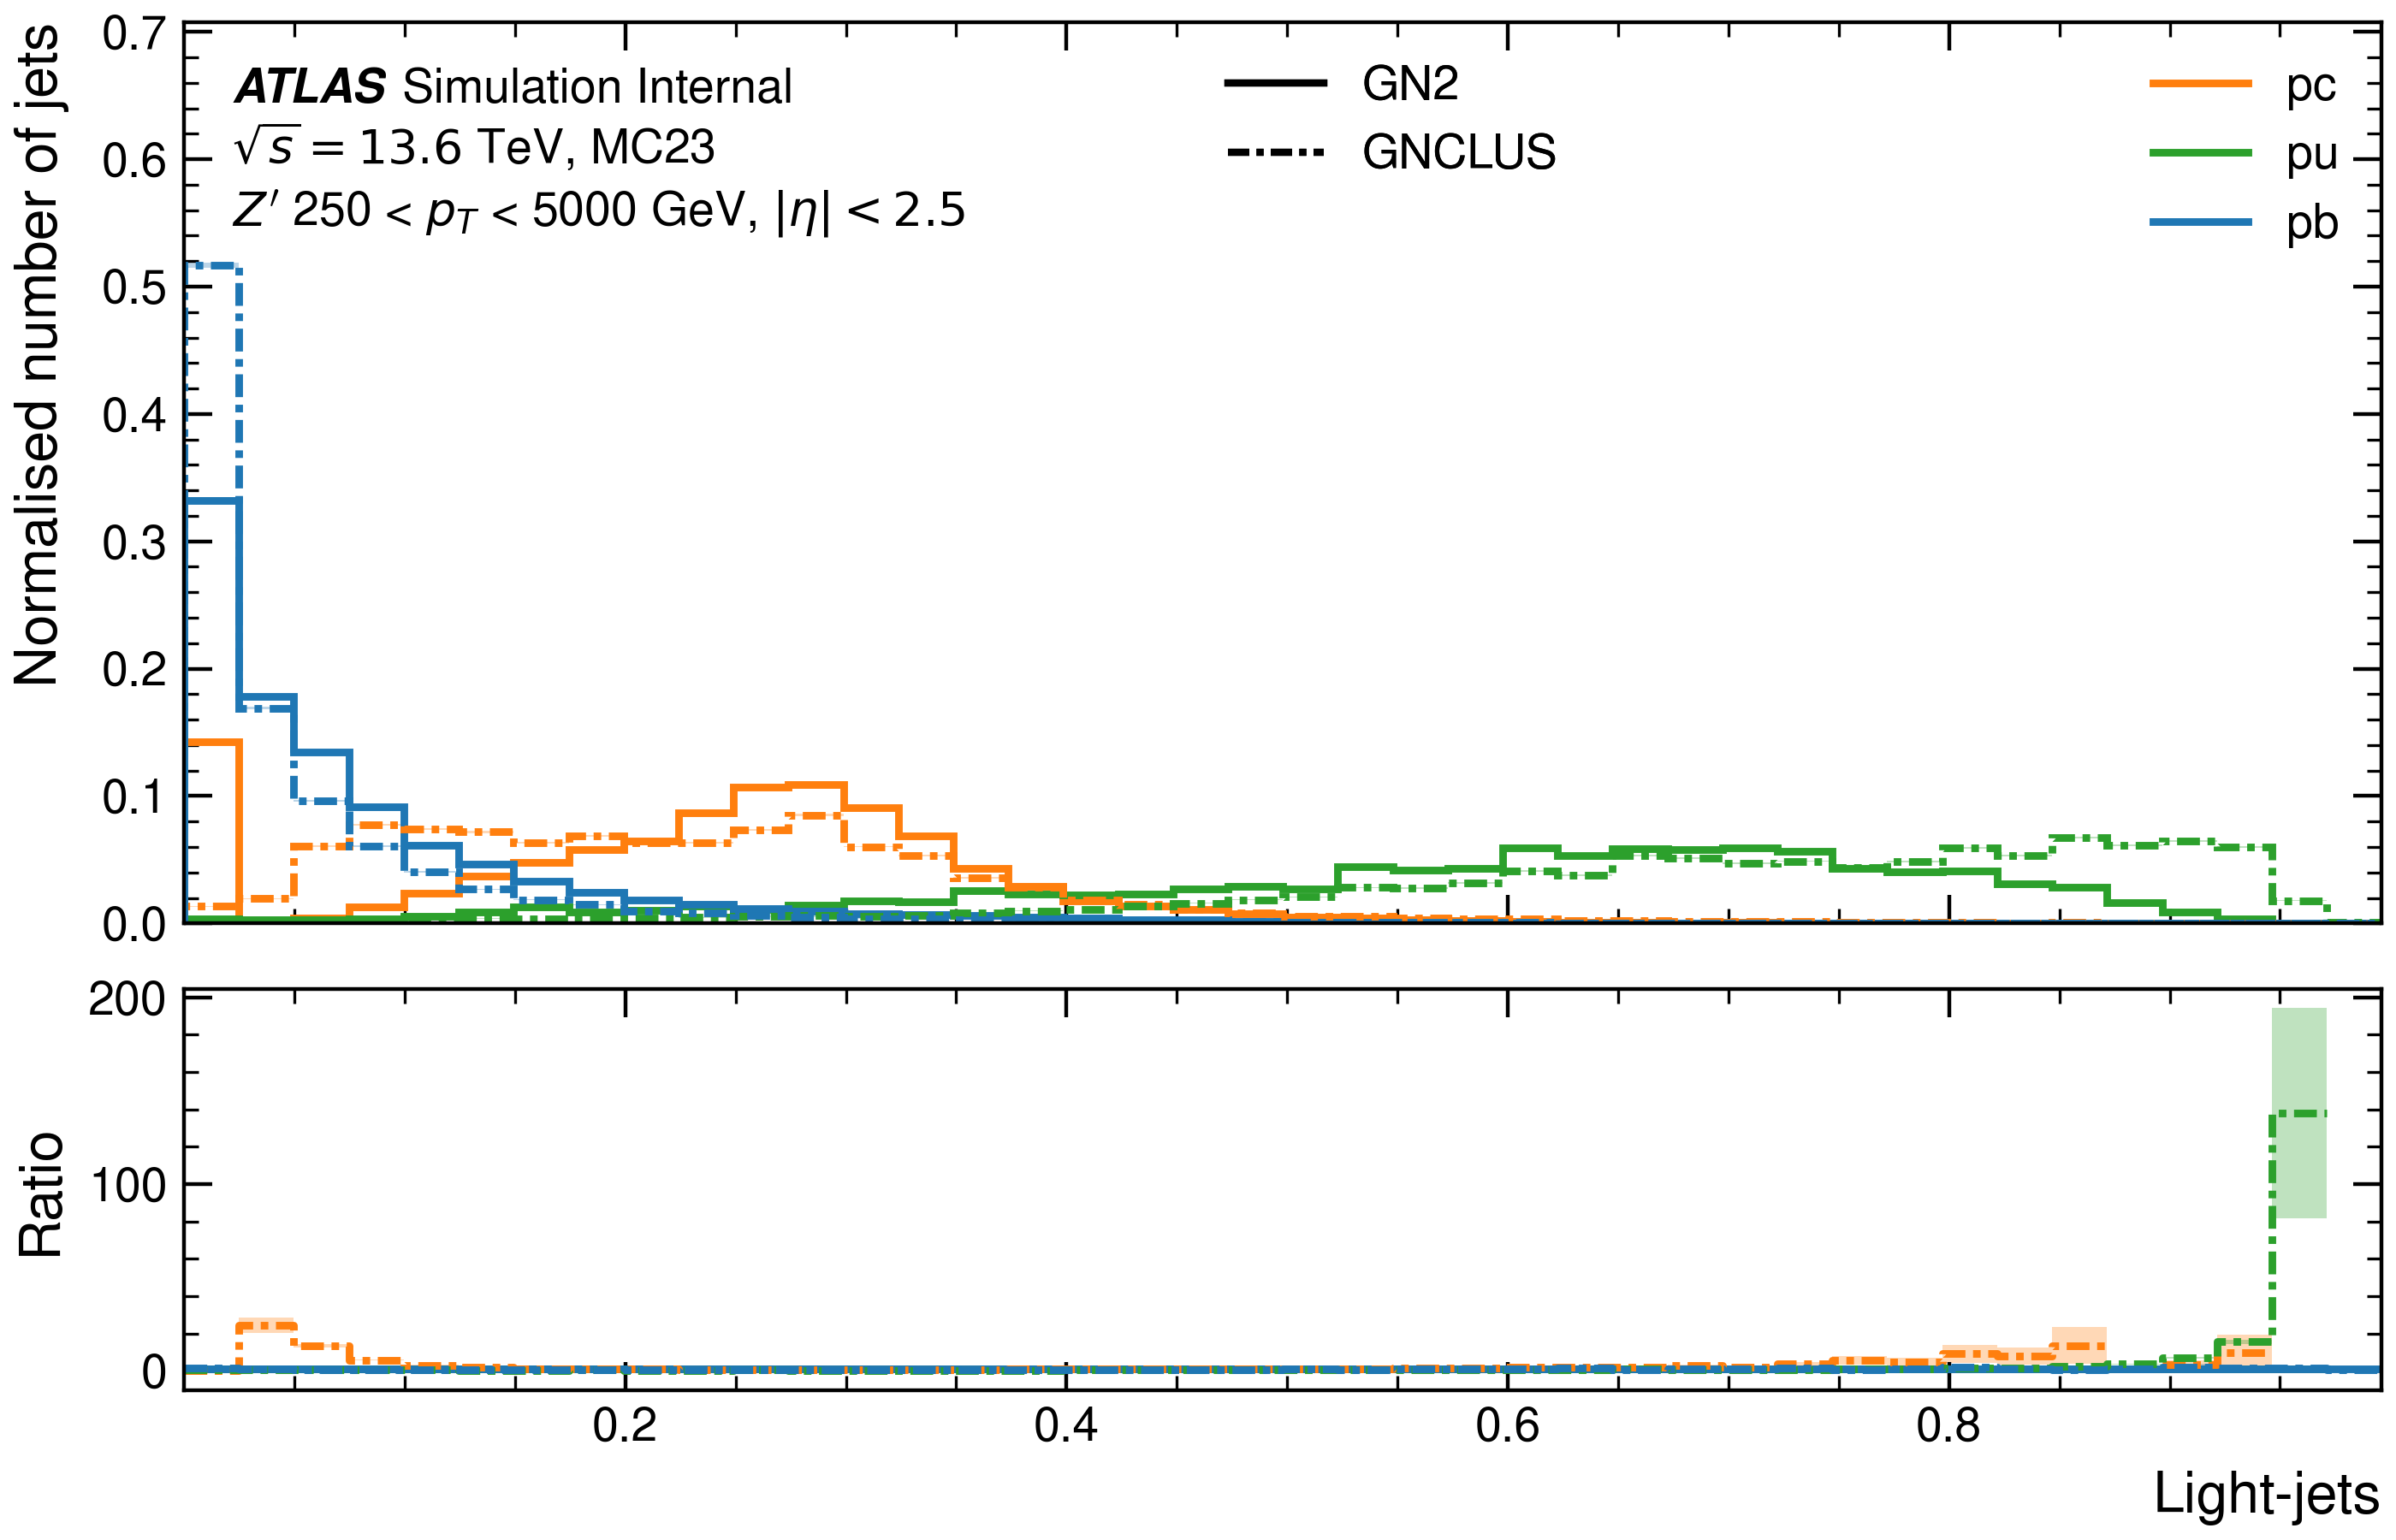 Normalised number of jets
0.7
0.6
0.5
0.4
0.3
0.2
0.1
0.0
ATLAS Simulation Internal
√s = 13.6 TeV, MC23
Z′ 250 < pT < 5000 GeV, |η| < 2.5
GN2
GNCLUS
pc
pu
pb
Ratio
200
100
0
0.2 0.4 0.6 0.8
Light-jets